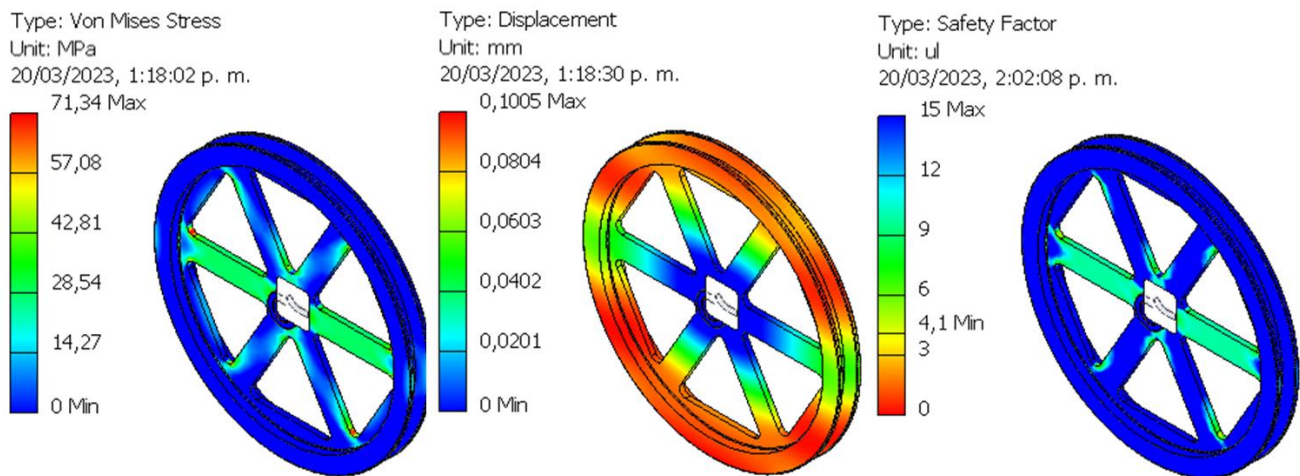 Type: Von Mises Stress
Unit: MPa
20/03/2023, 1:18:02 p. m.
71,34 Max
57,08
42,81
28,54
14,27
0 Min
Type: Displacement
Unit: mm
20/03/2023, 1:18:30 p. m.
0,1005 Max
0,0804
0,0603
0,0402
0,0201
0 Min
Type: Safety Factor
Unit: ul
20/03/2023, 2:02:08 p. m.
15 Max
12
9
6
4,1 Min
3
0